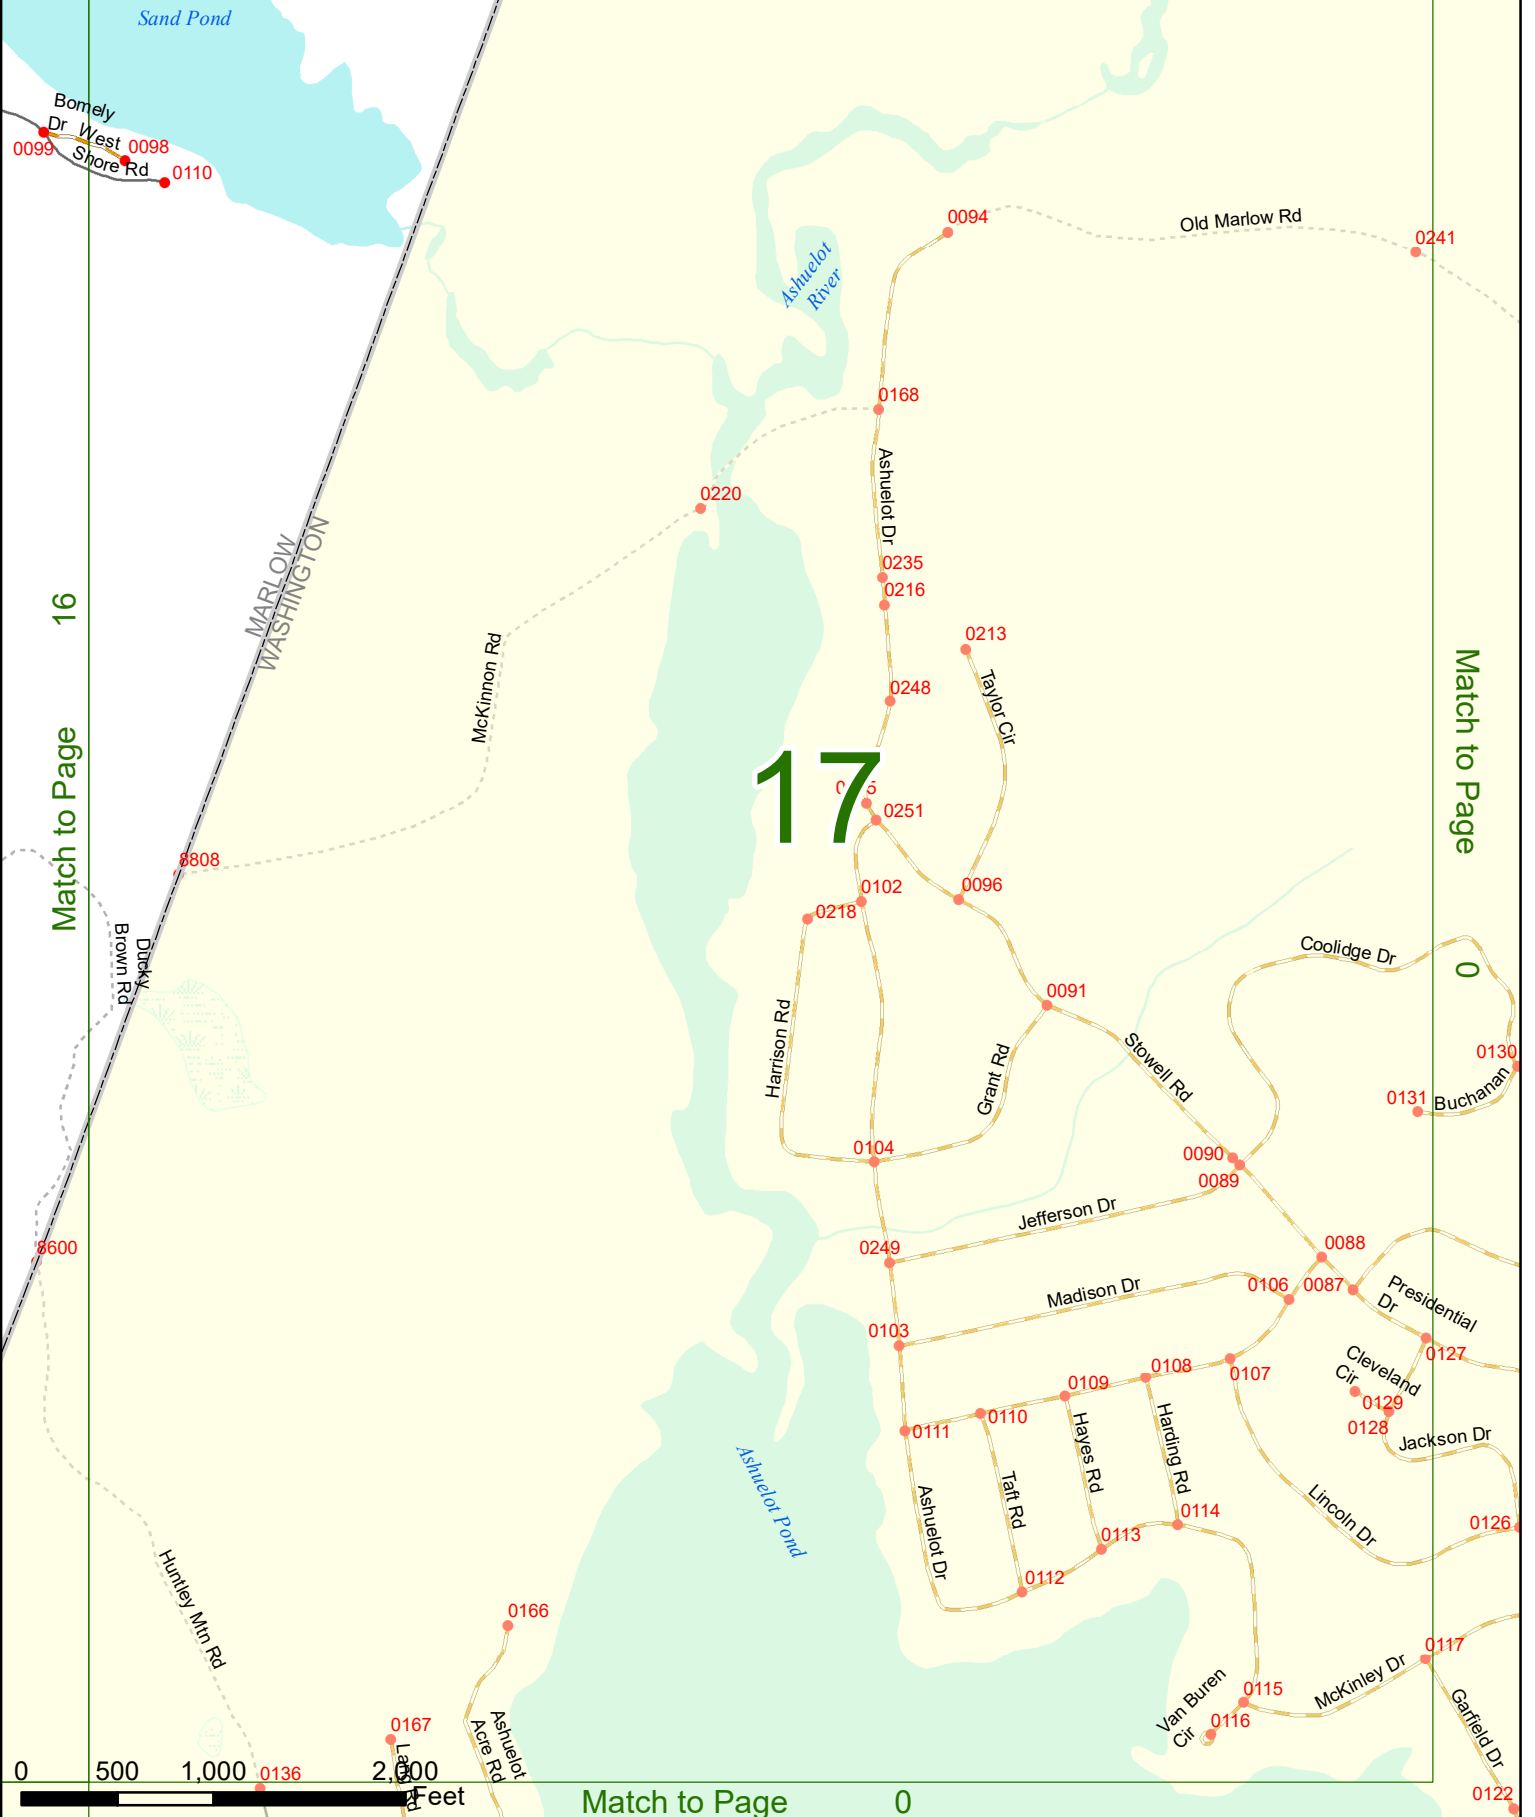 Sand Pond
Bomely
Dr
West
Shore Rd
0099
0098
0110
0094
Old Marlow Rd
0241
Ashuelot
River
0168
Ashuelot Dr
0220
0235
0216
MARLOW
WASHINGTON
0213
McKinnon Rd
Taylor Cir
0248
Match to Page 16
Match to Page 0
17
0251
8808
0096
0102
0218
Ducky
Brown Rd
Coolidge Dr
0091
Harrison Rd
Grant Rd
Stowell Rd
0130
0131
Buchanan
0104
0090
0089
Jefferson Dr
8600
0249
0088
Madison Dr
0106
0087
Presidential
Dr
0103
0127
Cleveland
Cir
0107
0108
0109
0129
0128
0110
0111
Jackson Dr
Hayes Rd
Harding Rd
Ashuelot Pond
Taft Rd
Ashuelot Dr
Lincoln Dr
0114
0126
0113
0112
Huntley Mtn Rd
0166
0117
McKinley Dr
Van Buren
Cir
0115
0116
Garfield Dr
0167
Ashuelot
Acre Rd
0136
0 500 1,000 2,000
Feet
Rd
0122
Match to Page 0